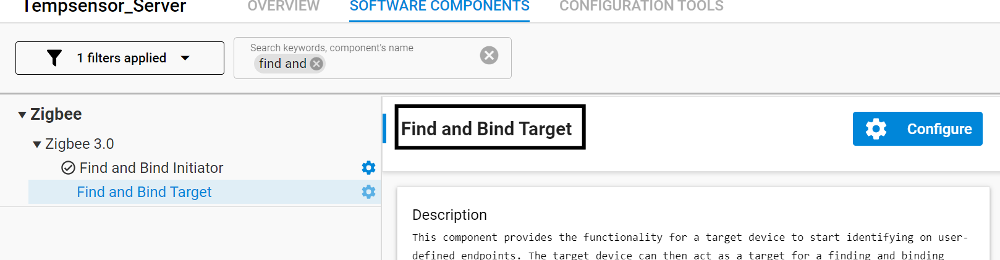 Tempsensor_Server
OVERVIEW
SOFTWARE COMPONENTS
CONFIGURATION TOOLS
1 filters applied
Search keywords, component's name
find and
Zigbee
Zigbee 3.0
Find and Bind Initiator
Find and Bind Target
Find and Bind Target
Configure
Description
This component provides the functionality for a target device to start identifying on user-
defined endpoints. The target device can then act as a target for a finding and binding